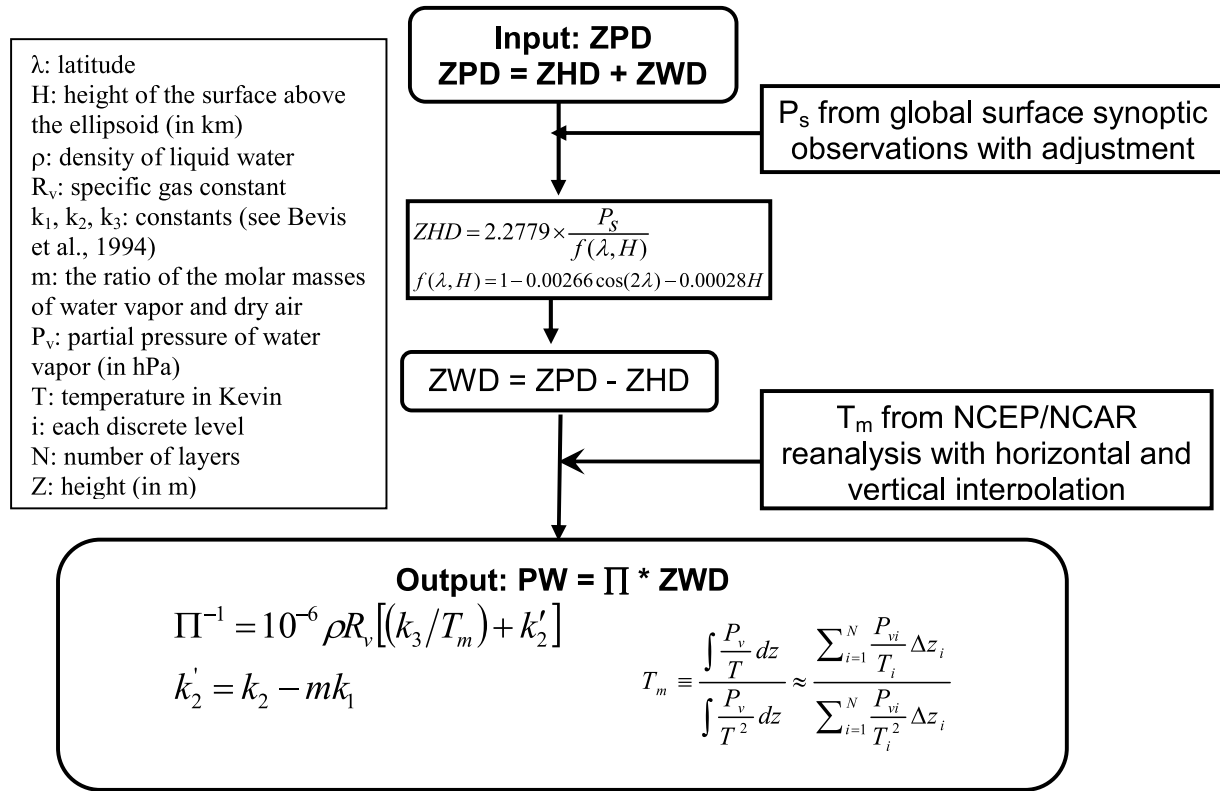 Input: ZPD
ZPD = ZHD + ZWD
λ: latitude
H: height of the surface above
the ellipsoid (in km)
ρ: density of liquid water
Rᵥ: specific gas constant
k₁, k₂, k₃: constants (see Bevis
et al., 1994)
m: the ratio of the molar masses
of water vapor and dry air
Pᵥ: partial pressure of water
vapor (in hPa)
T: temperature in Kevin
i: each discrete level
N: number of layers
Z: height (in m)
Pₛ from global surface synoptic
observations with adjustment
ZHD = 2.2779 × P_S / f(λ, H)
f(λ, H) = 1 − 0.00266 cos(2λ) − 0.00028H
ZWD = ZPD - ZHD
Tₘ from NCEP/NCAR
reanalysis with horizontal and
vertical interpolation
Output: PW = ∏ * ZWD
Π⁻¹ = 10⁻⁶ ρRᵥ[(k₃/Tₘ) + k₂′]
k₂' = k₂ − mk₁
Tₘ ≡ ∫ (Pᵥ/T) dz / ∫ (Pᵥ/T²) dz ≈ ∑ᵢ₌₁ᴺ (Pᵥᵢ/Tᵢ) Δzᵢ / ∑ᵢ₌₁ᴺ (Pᵥᵢ/Tᵢ²) Δzᵢ